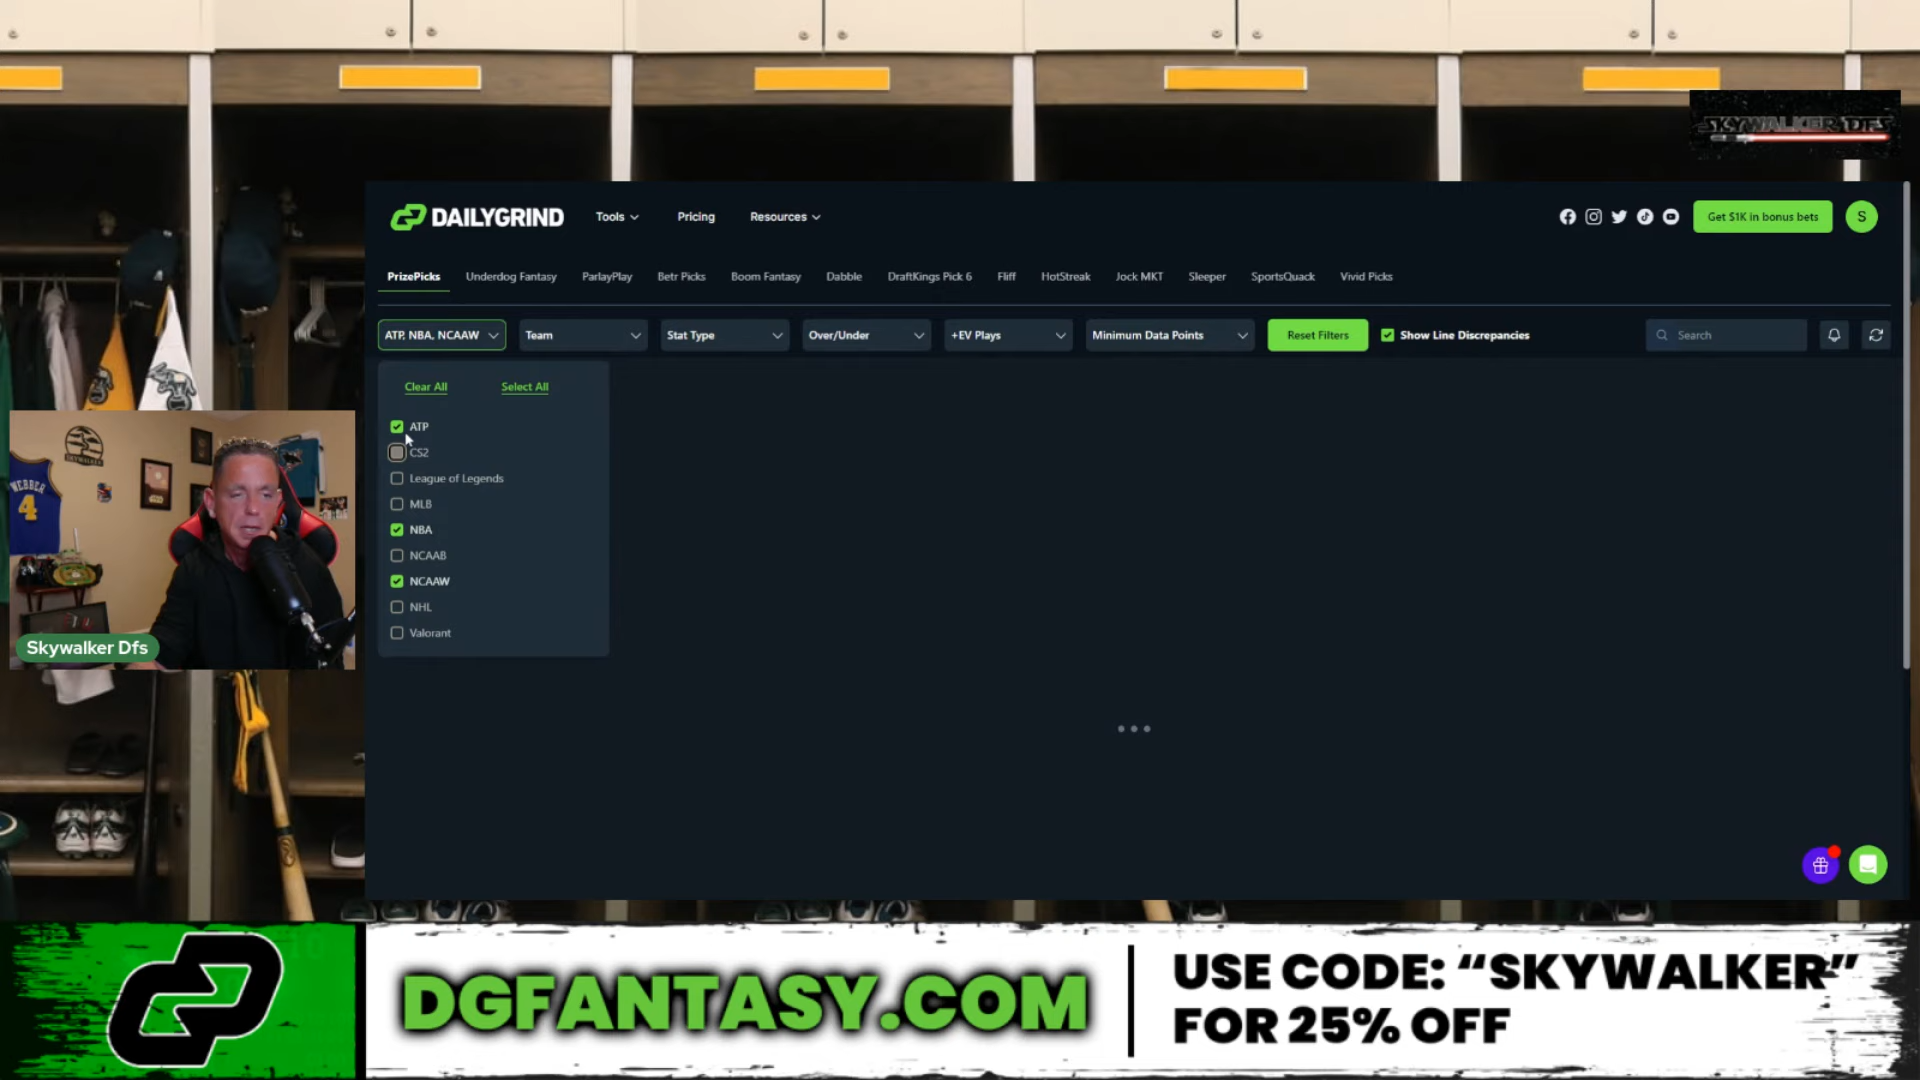 SKYWALKER DFS
DAILYGRIND
Tools
Pricing
Resources
Get $1K in bonus bets
S
PrizePicks
Underdog Fantasy
ParlayPlay
Betr Picks
Boom Fantasy
Dabble
DraftKings Pick 6
Fliff
HotStreak
Jock MKT
Sleeper
SportsQuack
Vivid Picks
ATP, NBA, NCAAW
Team
Stat Type
Over/Under
+EV Plays
Minimum Data Points
Reset Filters
Show Line Discrepancies
Search
Clear All
Select All
ATP
CS2
League of Legends
MLB
NBA
NCAAB
NCAAW
NHL
Valorant
WEBBER
4
Skywalker Dfs
DGFANTASY.COM
USE CODE: “SKYWALKER”
FOR 25% OFF